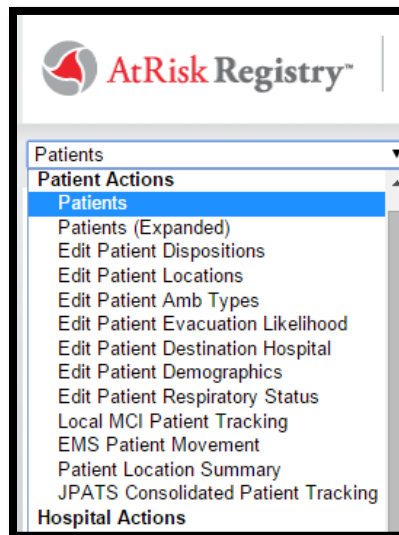 AtRisk Registry™
Patients
Patient Actions
Patients
Patients (Expanded)
Edit Patient Dispositions
Edit Patient Locations
Edit Patient Amb Types
Edit Patient Evacuation Likelihood
Edit Patient Destination Hospital
Edit Patient Demographics
Edit Patient Respiratory Status
Local MCI Patient Tracking
EMS Patient Movement
Patient Location Summary
JPATS Consolidated Patient Tracking
Hospital Actions